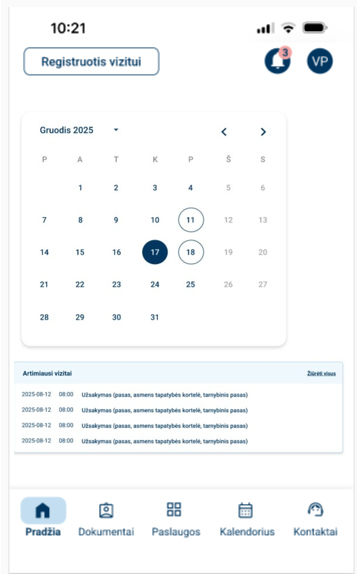 10:21
Registruotis vizitui
3
VP
Gruodis 2025
P A T K P Š S
1 2 3 4 5 6
7 8 9 10 11 12 13
14 15 16 17 18 19 20
21 22 23 24 25 26 27
28 29 30 31
Artimiausi vizitai Žiūrėti visus
2025-08-12 08:00 Užsakymas (pasas, asmens tapatybės kortelė, tarnybinis pasas)
2025-08-12 08:00 Užsakymas (pasas, asmens tapatybės kortelė, tarnybinis pasas)
2025-08-12 08:00 Užsakymas (pasas, asmens tapatybės kortelė, tarnybinis pasas)
2025-08-12 08:00 Užsakymas (pasas, asmens tapatybės kortelė, tarnybinis pasas)
Pradžia Dokumentai Paslaugos Kalendorius Kontaktai